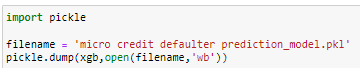 import pickle
filename = 'micro credit defaulter prediction_model.pkl'
pickle.dump(xgb,open(filename,'wb'))